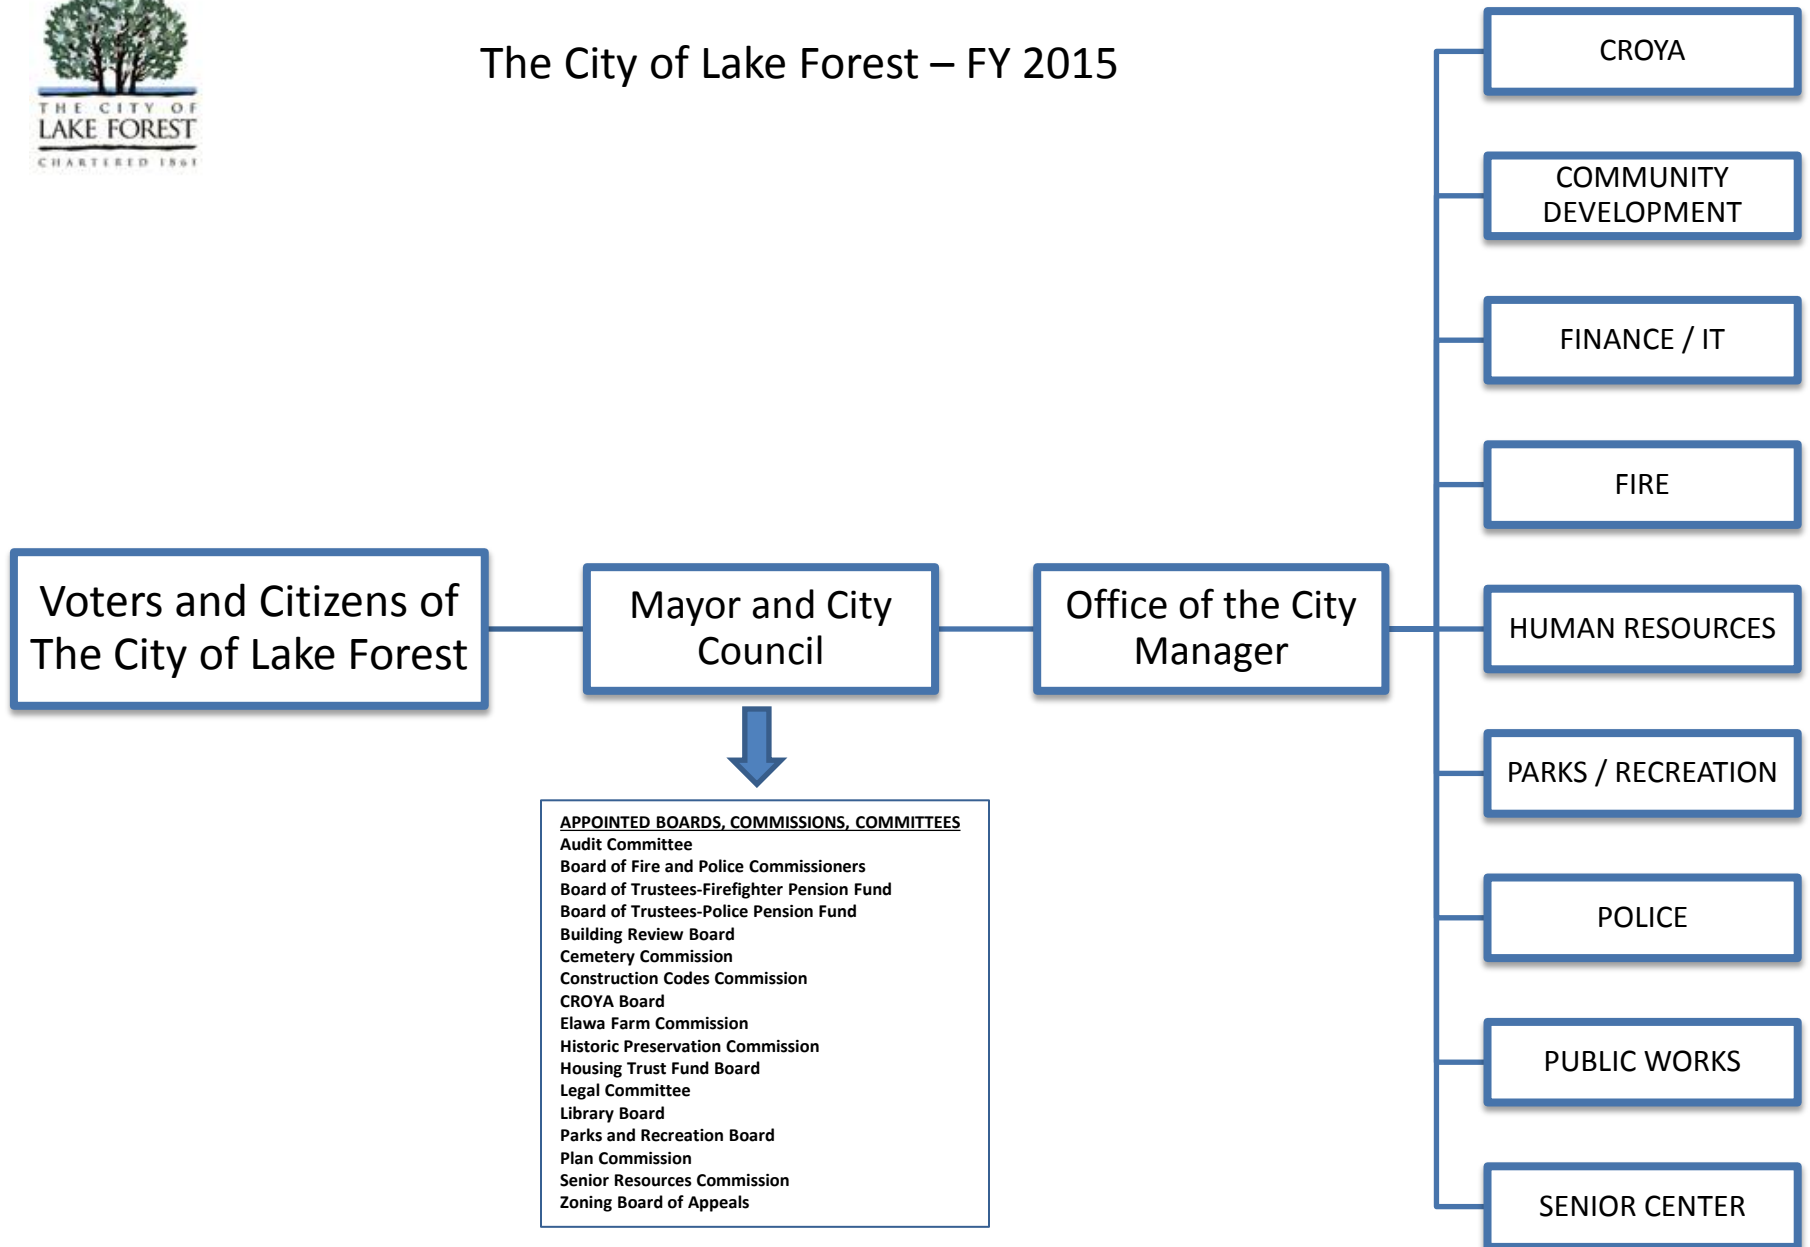 THE CITY OF
LAKE FOREST
CHARTERED 1861
The City of Lake Forest – FY 2015
Voters and Citizens of
The City of Lake Forest
Mayor and City
Council
Office of the City
Manager
CROYA
COMMUNITY
DEVELOPMENT
FINANCE / IT
FIRE
HUMAN RESOURCES
PARKS / RECREATION
POLICE
PUBLIC WORKS
SENIOR CENTER
APPOINTED BOARDS, COMMISSIONS, COMMITTEES
Audit Committee
Board of Fire and Police Commissioners
Board of Trustees-Firefighter Pension Fund
Board of Trustees-Police Pension Fund
Building Review Board
Cemetery Commission
Construction Codes Commission
CROYA Board
Elawa Farm Commission
Historic Preservation Commission
Housing Trust Fund Board
Legal Committee
Library Board
Parks and Recreation Board
Plan Commission
Senior Resources Commission
Zoning Board of Appeals